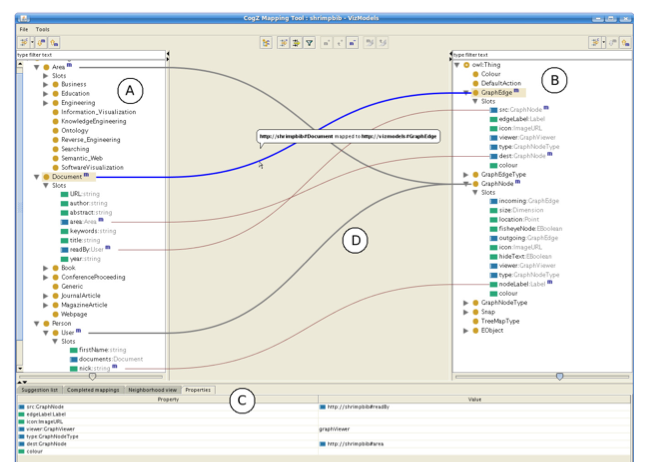 CogZ Mapping Tool : shrimpbib - VizModels
File Tools
type filter text
Area m
Slots
Business
Education
Engineering
Information_Visualization
KnowledgeEngineering
Ontology
Reverse_Engineering
Searching
Semantic_Web
SoftwareVisualization
Document m
Slots
URL:string
author:string
abstract:string
area:Area m
keywords:string
title:string
readBy:User m
year:string
Book
ConferenceProceeding
Generic
JournalArticle
MagazineArticle
Webpage
Person
User m
Slots
firstName:string
documents:Document
nick:string m
A
http://shrimpbib#Document mapped to http://vizmodels#GraphEdge
D
type filter text
owl:Thing
Colour
DefaultAction
GraphEdge m
Slots
src:GraphNode m
edgeLabel:Label
icon:ImageURL
viewer:GraphViewer
type:GraphNodeType
dest:GraphNode m
colour
GraphEdgeType
GraphNode m
Slots
incoming:GraphEdge
size:Dimension
location:Point
fisheyeNode:EBoolean
outgoing:GraphEdge
icon:ImageURL
hideText:EBoolean
viewer:GraphViewer
type:GraphNodeType
nodeLabel:Label m
colour
GraphNodeType
Snap
TreeMapType
EObject
B
Suggestion list Completed mappings Neighborhood view Properties
C
Property Value
src:GraphNode http://shrimpbib#readBy
edgeLabel:Label
icon:ImageURL
viewer:GraphViewer graphViewer
type:GraphNodeType
dest:GraphNode http://shrimpbib#area
colour